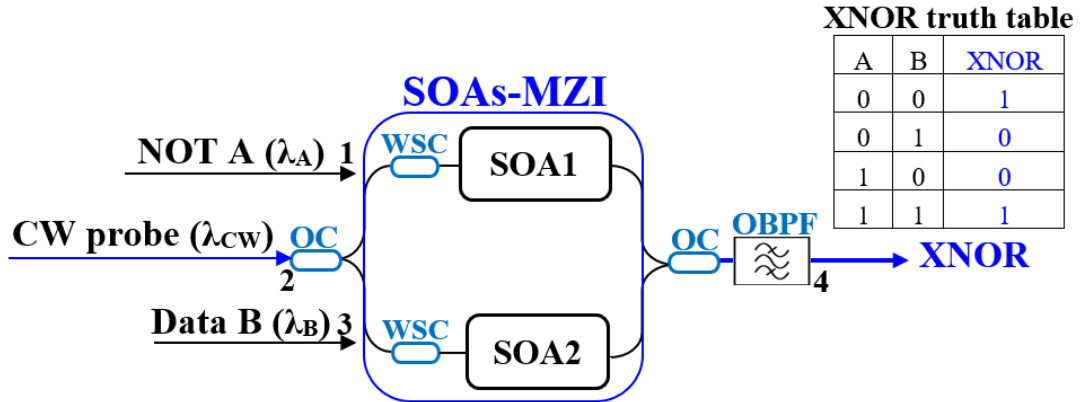 XNOR truth table
A B XNOR
0 0 1
0 1 0
1 0 0
1 1 1
SOAs-MZI
NOT A (λA) 1
WSC
SOA1
CW probe (λCW)
OC
2
OC
OBPF
4
XNOR
Data B (λB) 3
WSC
SOA2